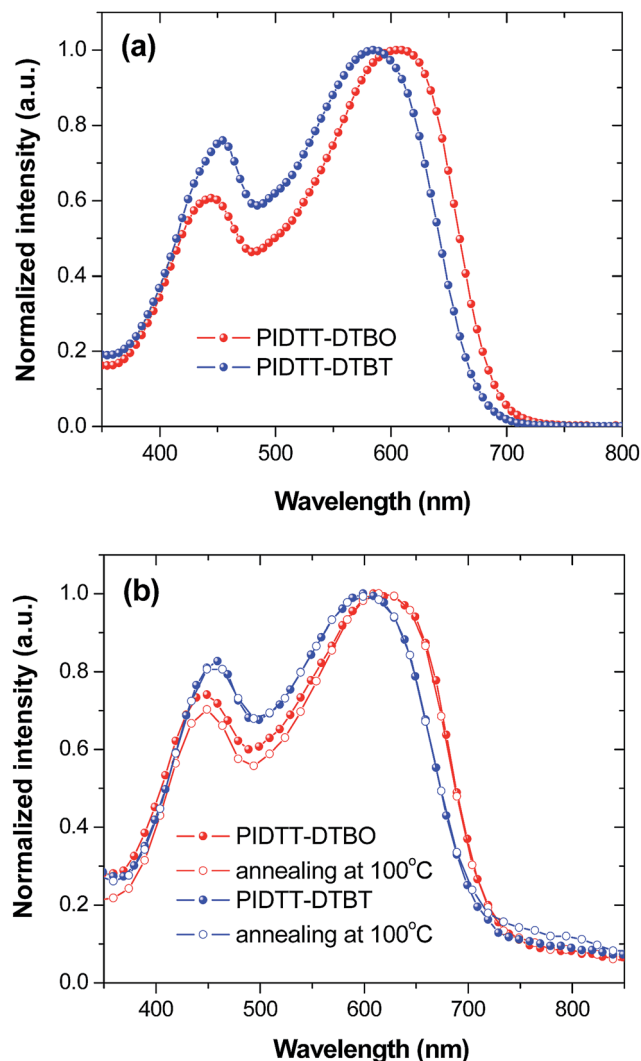 (a)
Normalized intensity (a.u.)
1.0
0.8
0.6
0.4
0.2
0.0
PIDTT-DTBO
PIDTT-DTBT
400 500 600 700 800
Wavelength (nm)
(b)
Normalized intensity (a.u.)
1.0
0.8
0.6
0.4
0.2
0.0
PIDTT-DTBO
annealing at 100°C
PIDTT-DTBT
annealing at 100°C
400 500 600 700 800
Wavelength (nm)